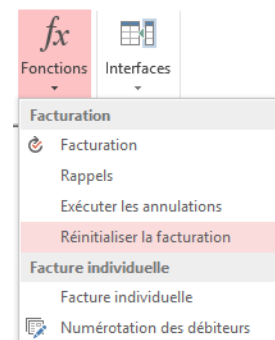 fx
Fonctions Interfaces
Facturation
Facturation
Rappels
Exécuter les annulations
Réinitialiser la facturation
Facture individuelle
Facture individuelle
Numérotation des débiteurs